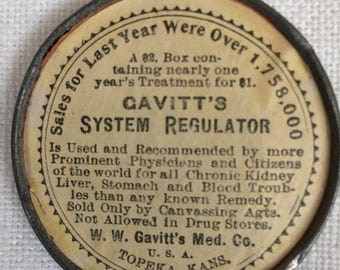 Sales for Last Year Were Over 1,758,000
A $2. Box con-
taining nearly one
year's Treatment for $1.
GAVITT'S
SYSTEM REGULATOR
Is Used and Recommended by more
Prominent Physicians and Citizens
of the world for all Chronic Kidney
Liver, Stomach and Blood Troub-
les than any known Remedy.
Sold Only by Canvassing Agts.
Not Allowed in Drug Stores.
W. W. Gavitt's Med. Co.
U. S. A.
TOPEKA, KANS.